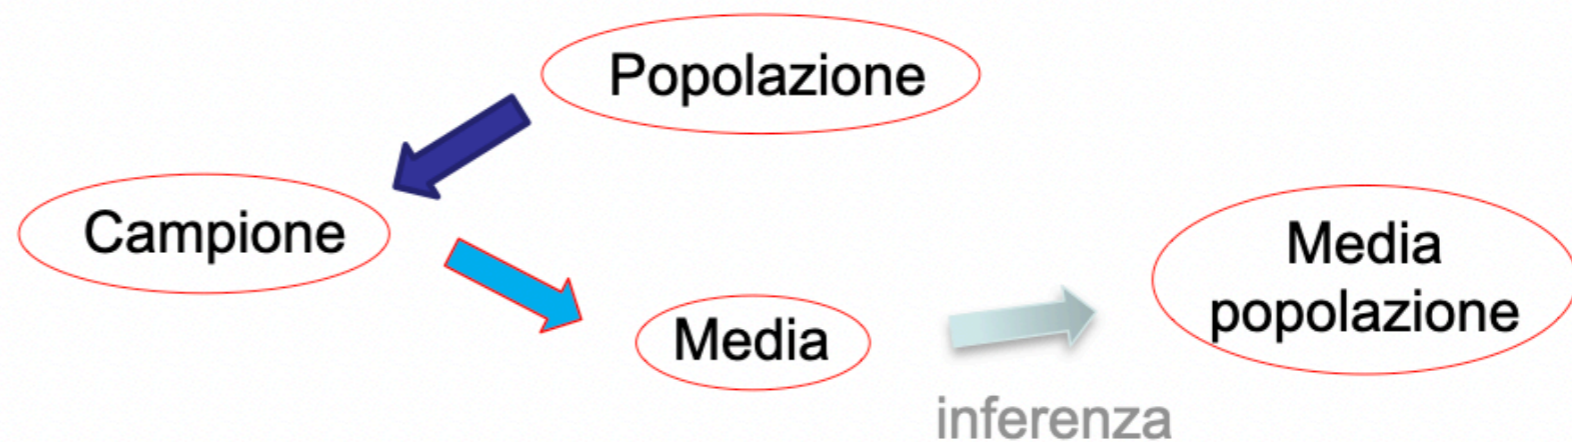 Popolazione
Campione
Media
inferenza
Media
popolazione